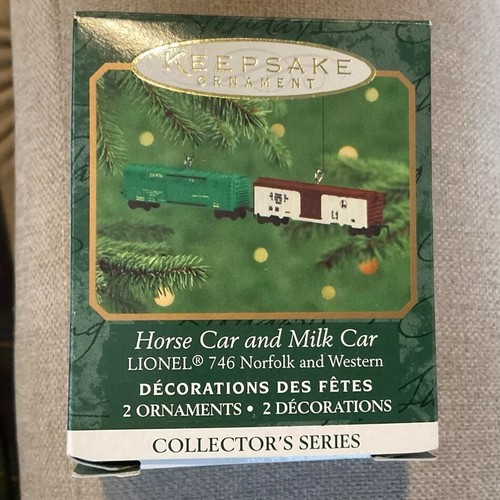 KEEPSAKE
ORNAMENT
Horse Car and Milk Car
LIONEL® 746 Norfolk and Western
DÉCORATIONS DES FÊTES
2 ORNAMENTS • 2 DÉCORATIONS
COLLECTOR'S SERIES